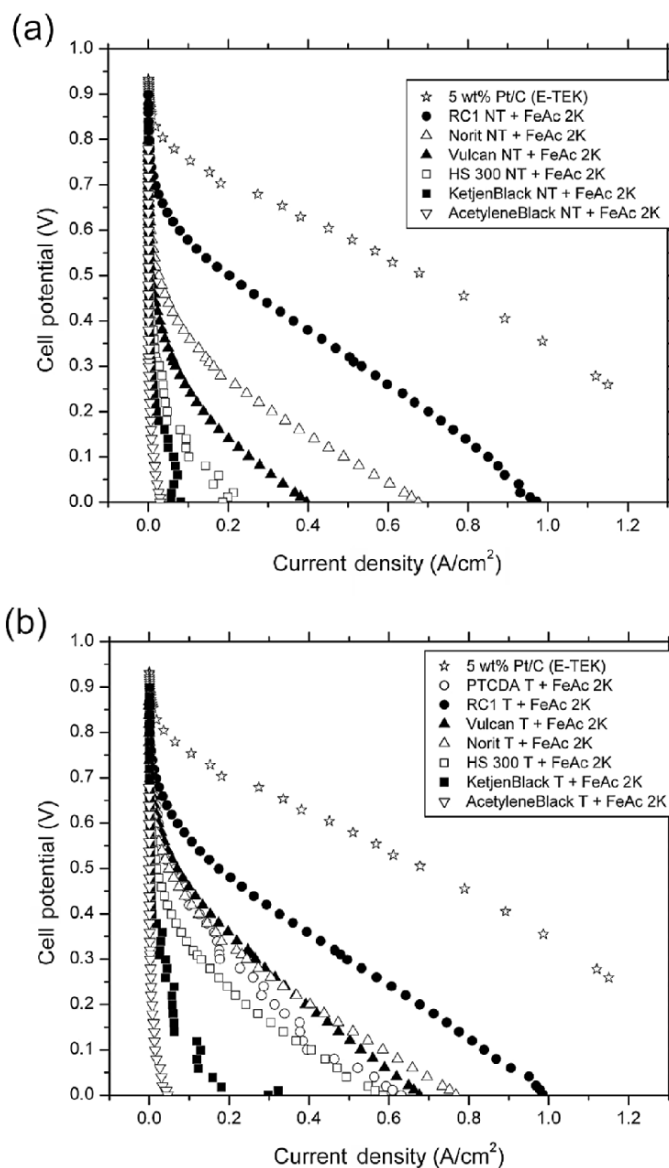 (a)
1.0
0.9
0.8
0.7
0.6
0.5
0.4
0.3
0.2
0.1
0.0
Cell potential (V)
5 wt% Pt/C (E-TEK)
RC1 NT + FeAc 2K
Norit NT + FeAc 2K
Vulcan NT + FeAc 2K
HS 300 NT + FeAc 2K
KetjenBlack NT + FeAc 2K
AcetyleneBlack NT + FeAc 2K
0.0 0.2 0.4 0.6 0.8 1.0 1.2
Current density (A/cm²)
(b)
1.0
0.9
0.8
0.7
0.6
0.5
0.4
0.3
0.2
0.1
0.0
Cell potential (V)
5 wt% Pt/C (E-TEK)
PTCDA T + FeAc 2K
RC1 T + FeAc 2K
Vulcan T + FeAc 2K
Norit T + FeAc 2K
HS 300 T + FeAc 2K
KetjenBlack T + FeAc 2K
AcetyleneBlack T + FeAc 2K
0.0 0.2 0.4 0.6 0.8 1.0 1.2
Current density (A/cm²)